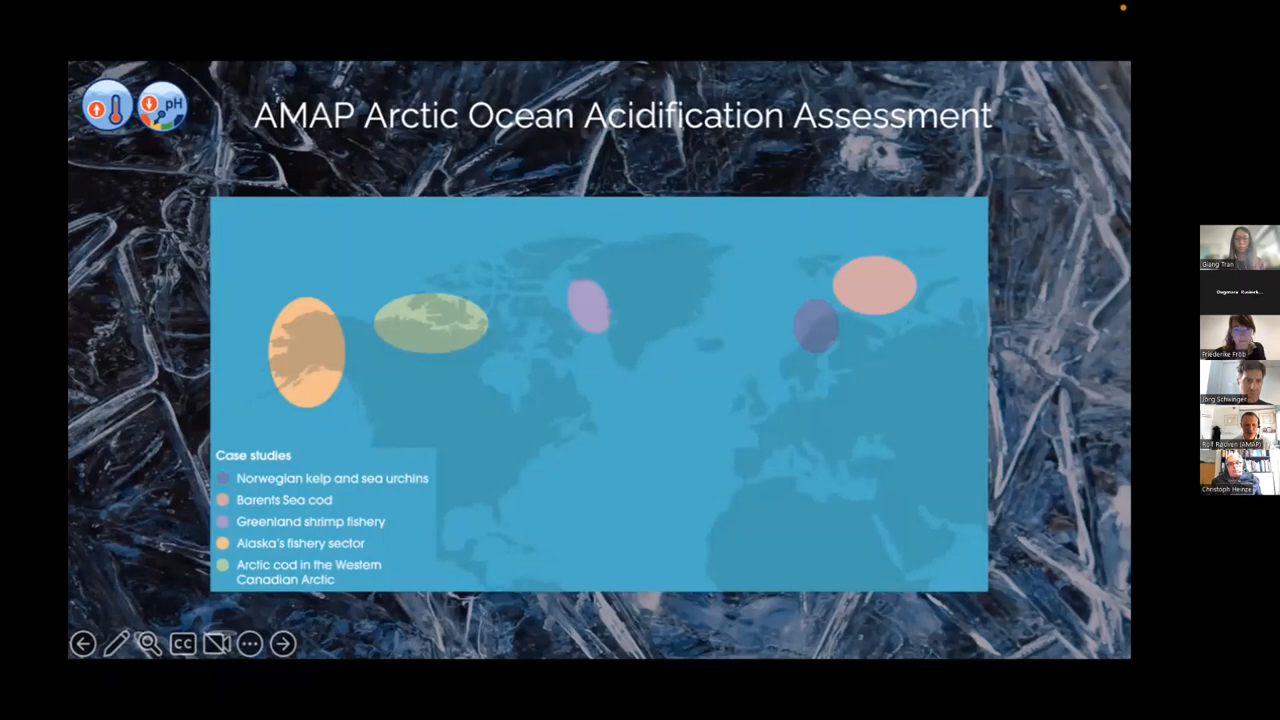 pH
AMAP Arctic Ocean Acidification Assessment
Case studies
Norwegian kelp and sea urchins
Barents Sea cod
Greenland shrimp fishery
Alaska's fishery sector
Arctic cod in the Western
Canadian Arctic
CC
Giang Tran
Friederike Fröb
Jörg Schwinger
Rolf Rødven (AMAP)
Christoph Heinze